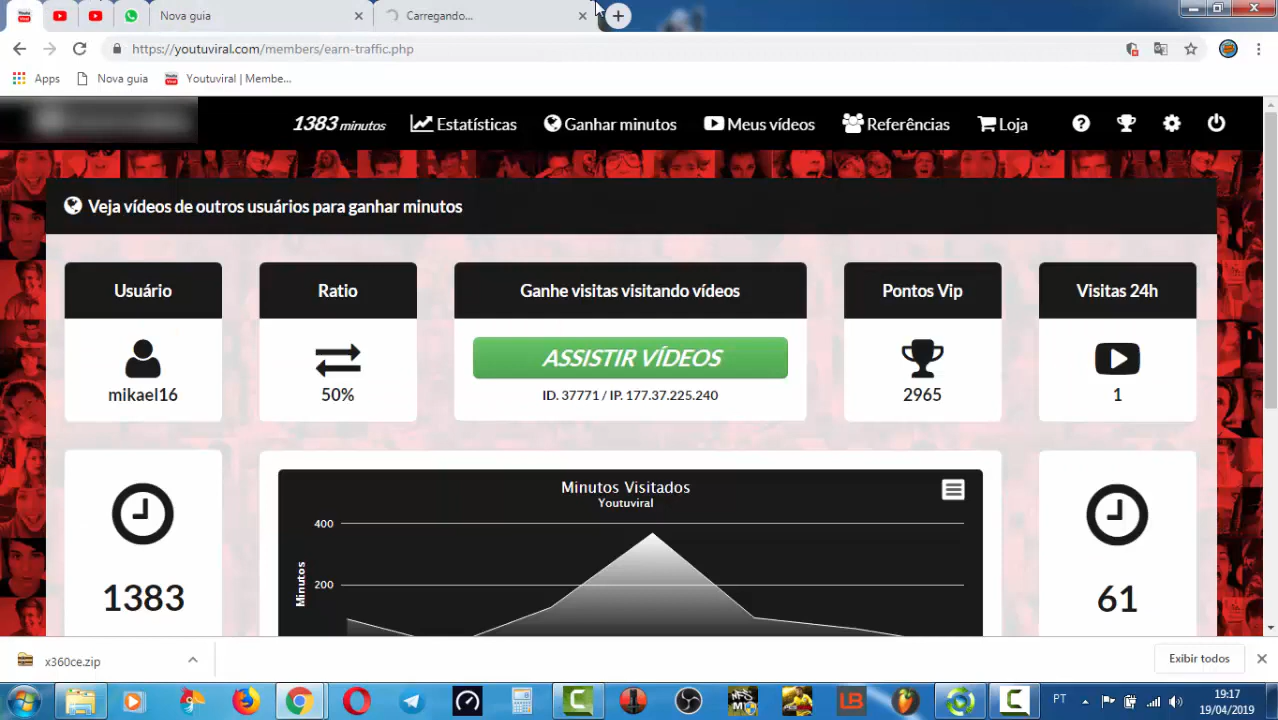 Nova guia
Carregando...
https://youtuviral.com/members/earn-traffic.php
Apps
Nova guia
Youtuviral | Membe...
1383 minutos
Estatísticas
Ganhar minutos
Meus vídeos
Referências
Loja
Veja vídeos de outros usuários para ganhar minutos
Usuário
mikael16
Ratio
50%
Ganhe visitas visitando vídeos
ASSISTIR VÍDEOS
ID. 37771 / IP. 177.37.225.240
Pontos Vip
2965
Visitas 24h
1
1383
Minutos Visitados
Youtuviral
Minutos
400
200
61
x360ce.zip
Exibir todos
PT
19:17
19/04/2019